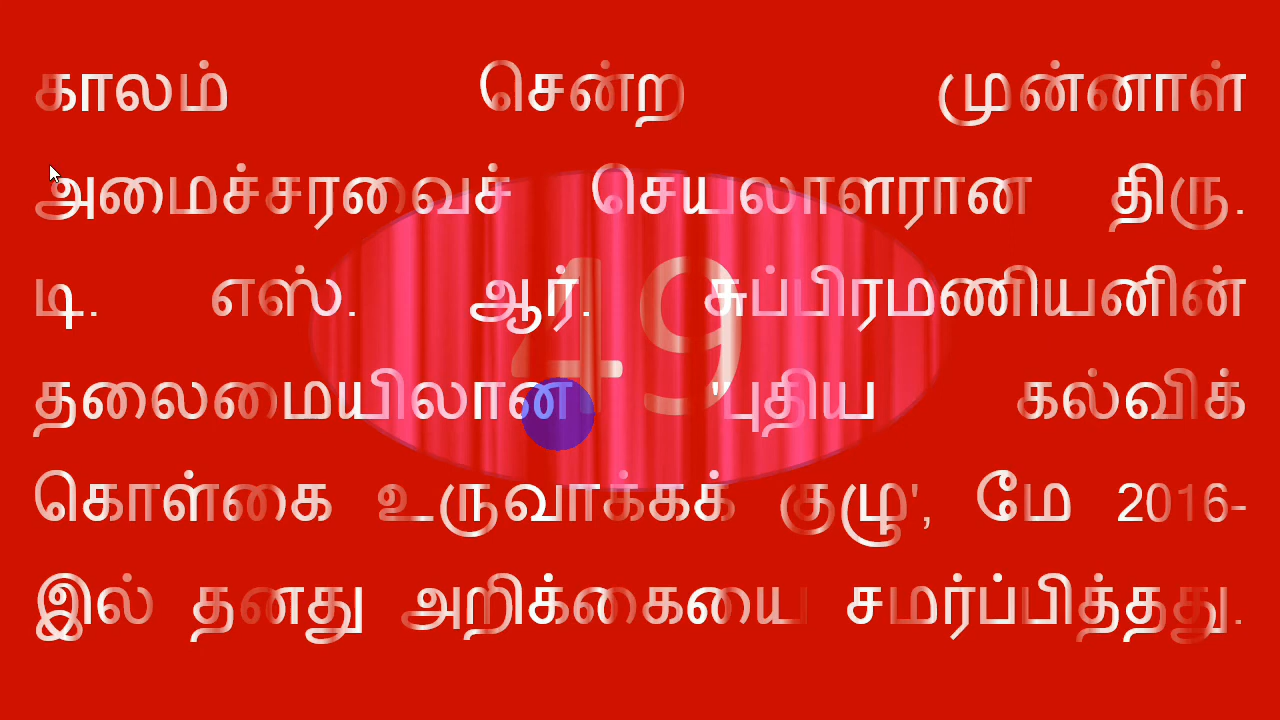 காலம் சென்ற முன்னாள்
அமைச்சரவைச் செயலாளரான திரு.
டி. எஸ். ஆர். சுப்பிரமணியனின்
49
தலைமையிலான 'புதிய கல்விக்
கொள்கை உருவாக்கக் குழு', மே 2016-
இல் தனது அறிக்கையை சமர்ப்பித்தது.